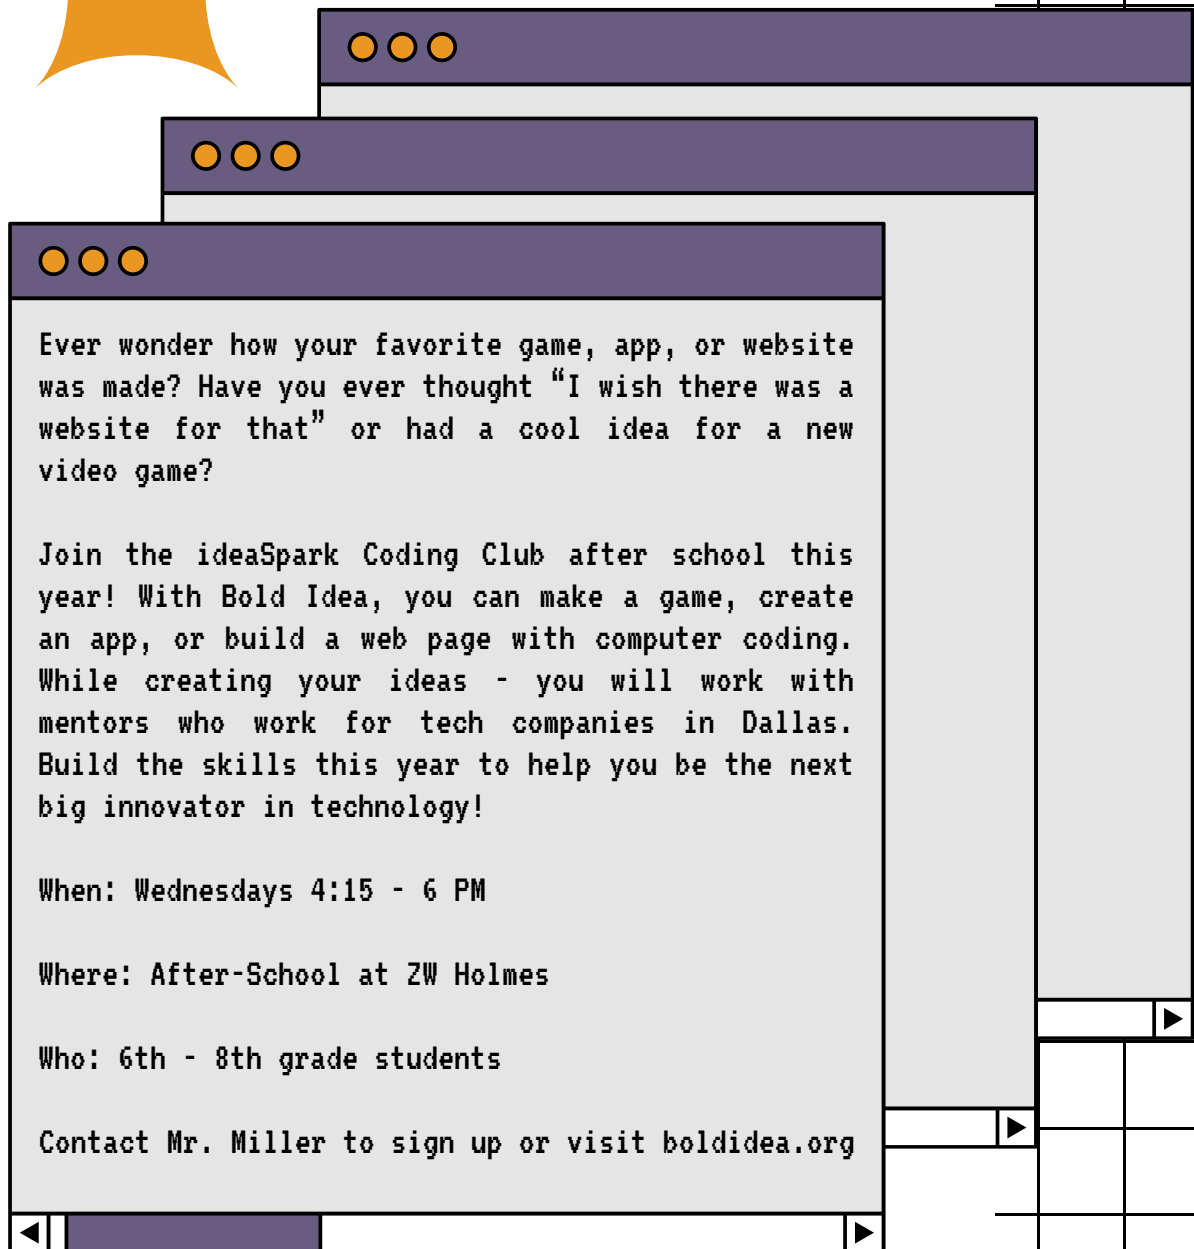 Ever wonder how your favorite game, app, or website
was made? Have you ever thought “I wish there was a
website for that” or had a cool idea for a new
video game?
Join the ideaSpark Coding Club after school this
year! With Bold Idea, you can make a game, create
an app, or build a web page with computer coding.
While creating your ideas - you will work with
mentors who work for tech companies in Dallas.
Build the skills this year to help you be the next
big innovator in technology!
When: Wednesdays 4:15 - 6 PM
Where: After-School at ZW Holmes
Who: 6th - 8th grade students
Contact Mr. Miller to sign up or visit boldidea.org